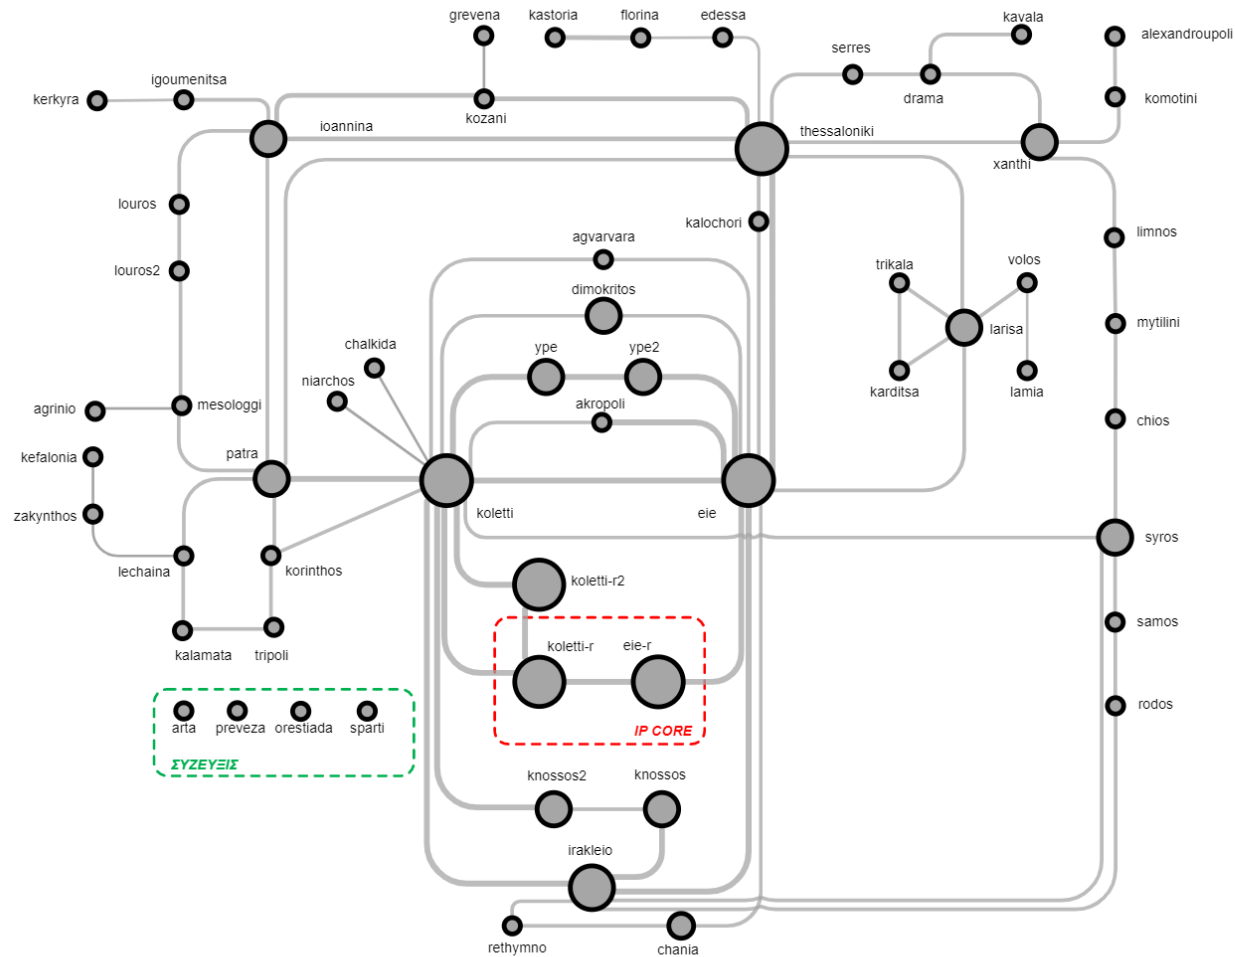 grevena
kastoria
florina
edessa
kavala
alexandroupoli
serres
igoumenitsa
kerkyra
drama
komotini
kozani
ioannina
thessaloniki
xanthi
louros
kalochori
limnos
agvarvara
louros2
trikala
volos
dimokritos
mytilini
larisa
chalkida
ype
ype2
niarchos
karditsa
lamia
akropoli
agrinio
mesologgi
chios
patra
kefalonia
koletti
eie
zakynthos
syros
lechaina
korinthos
koletti-r2
samos
koletti-r
eie-r
kalamata
tripoli
rodos
arta
preveza
orestiada
sparti
IP CORE
ΣΥΖΕΥΞΙΣ
knossos2
knossos
irakleio
rethymno
chania